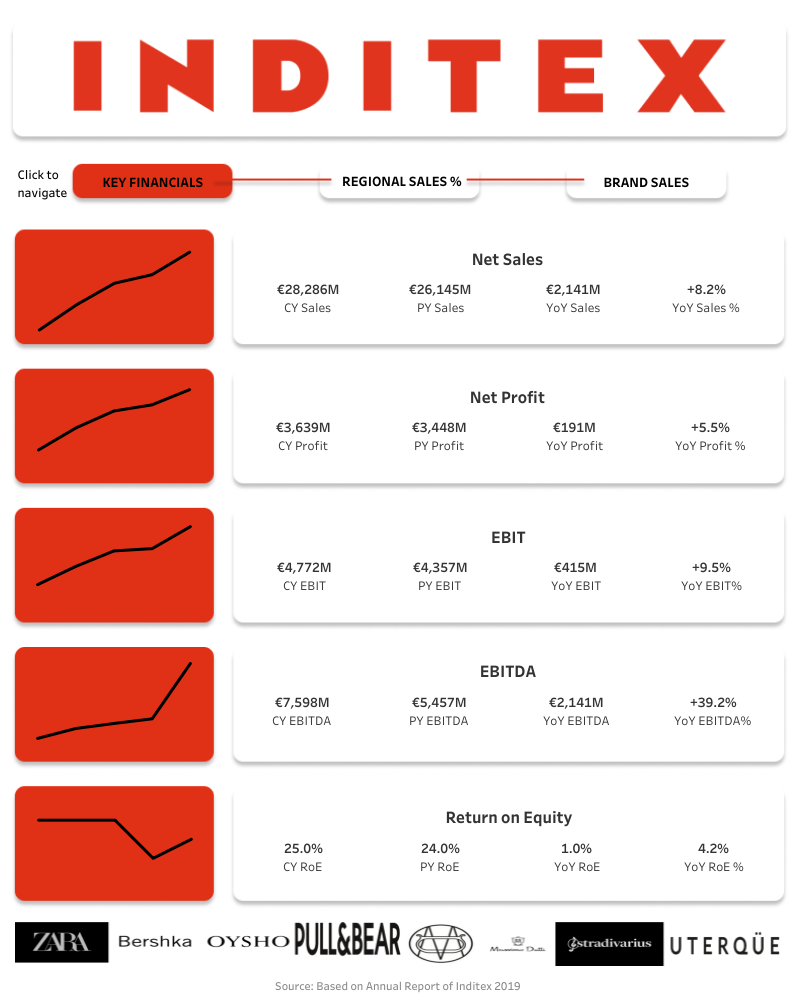 INDITEX
Click to
navigate
KEY FINANCIALS
REGIONAL SALES %
BRAND SALES
Net Sales
€28,286M €26,145M €2,141M +8.2%
CY Sales PY Sales YoY Sales YoY Sales %
Net Profit
€3,639M €3,448M €191M +5.5%
CY Profit PY Profit YoY Profit YoY Profit %
EBIT
€4,772M €4,357M €415M +9.5%
CY EBIT PY EBIT YoY EBIT YoY EBIT%
EBITDA
€7,598M €5,457M €2,141M +39.2%
CY EBITDA PY EBITDA YoY EBITDA YoY EBITDA%
Return on Equity
25.0% 24.0% 1.0% 4.2%
CY RoE PY RoE YoY RoE YoY RoE %
ZARA Bershka OYSHO PULL&BEAR Massimo Dutti Stradivarius UTERQÜE
Source: Based on Annual Report of Inditex 2019